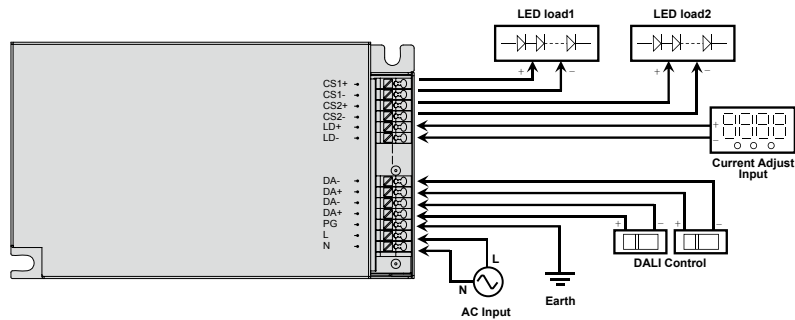 LED load1
LED load2
+
−
+
−
CS1+
CS1-
CS2+
CS2-
LD+
LD-
+
−
Current Adjust
Input
DA-
DA+
DA-
DA+
PG
L
N
+
−
+
−
DALI Control
L
N
Earth
AC Input